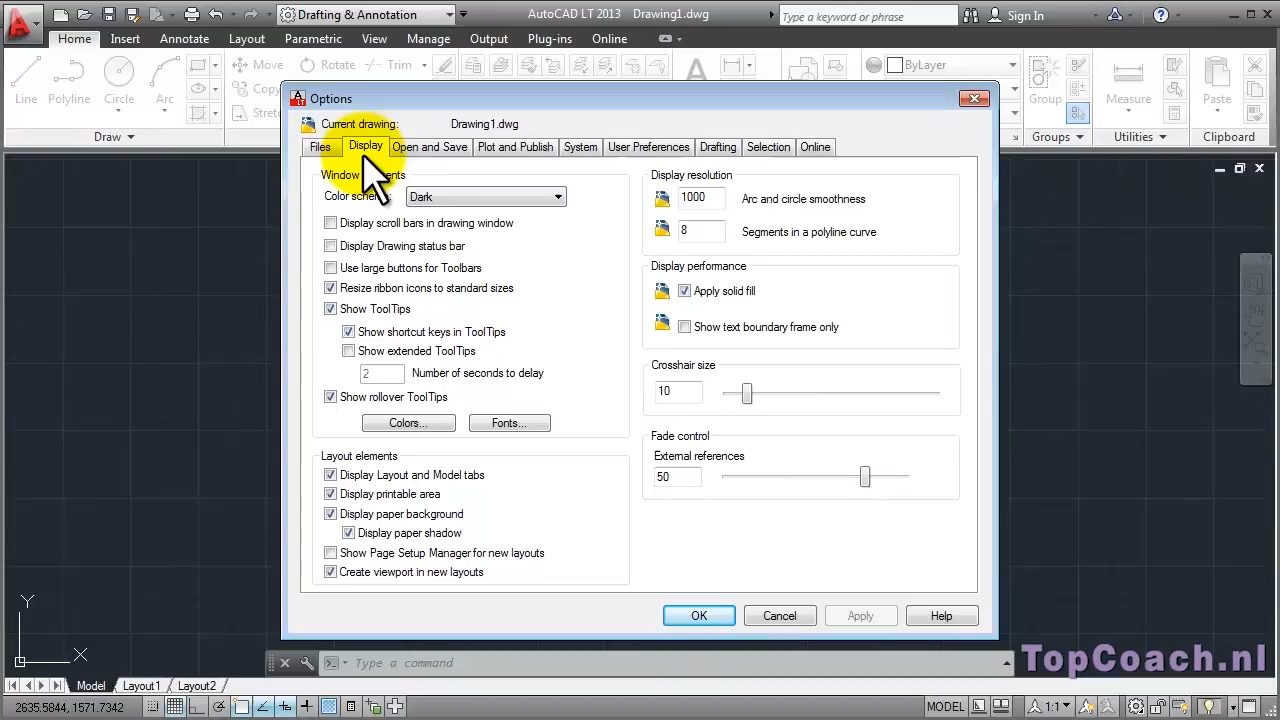 Drafting & Annotation
AutoCAD LT 2013 Drawing1.dwg
Type a keyword or phrase
Sign In
Home Insert Annotate Layout Parametric View Manage Output Plug-ins Online
Line Polyline Circle Arc
Move
Rotate
Trim
Copy
ByLayer
Group
Measure
Paste
Draw
Groups
Utilities
Clipboard
Options
Current drawing: Drawing1.dwg
Files Display Open and Save Plot and Publish System User Preferences Drafting Selection Online
Color scheme: Dark
Display scroll bars in drawing window
Display Drawing status bar
Use large buttons for Toolbars
Resize ribbon icons to standard sizes
Show ToolTips
Show shortcut keys in ToolTips
Show extended ToolTips
2 Number of seconds to delay
Show rollover ToolTips
Colors... Fonts...
Layout elements
Display Layout and Model tabs
Display printable area
Display paper background
Display paper shadow
Show Page Setup Manager for new layouts
Create viewport in new layouts
Display resolution
1000 Arc and circle smoothness
8 Segments in a polyline curve
Display performance
Apply solid fill
Show text boundary frame only
Crosshair size
10
Fade control
External references
50
OK Cancel Apply Help
Y
X
Type a command
TopCoach.nl
Model Layout1 Layout2
2635.5844, 1571.7342
MODEL
1:1